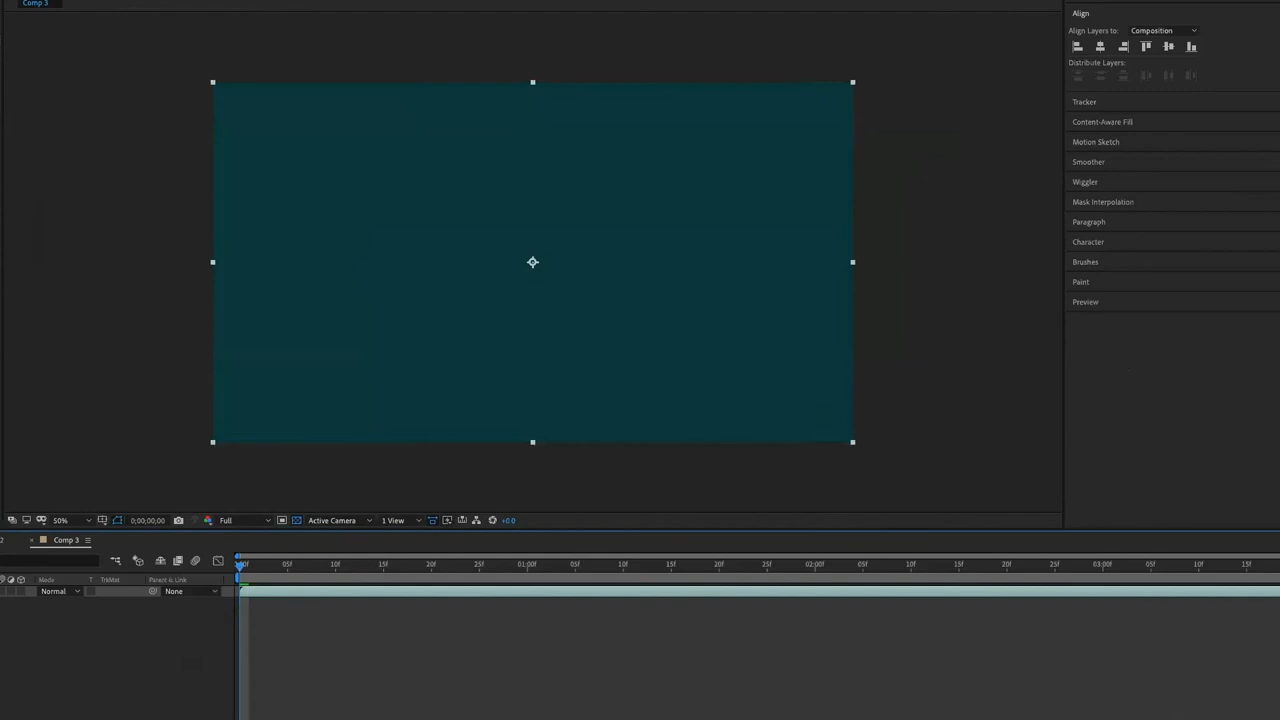 Comp 3
Align
Align Layers to: Composition
Distribute Layers:
Tracker
Content-Aware Fill
Motion Sketch
Smoother
Wiggler
Mask Interpolation
Paragraph
Character
Brushes
Paint
Preview
50% 0;00;00;00 Full Active Camera 1 View +0.0
2 × Comp 3
05f 10f 15f 20f 25f 01:00f 05f 10f 15f 20f 25f 02:00f 05f 10f 15f 20f 25f 03:00f 05f 10f 15f
Mode T TrkMat Parent & Link
Normal None